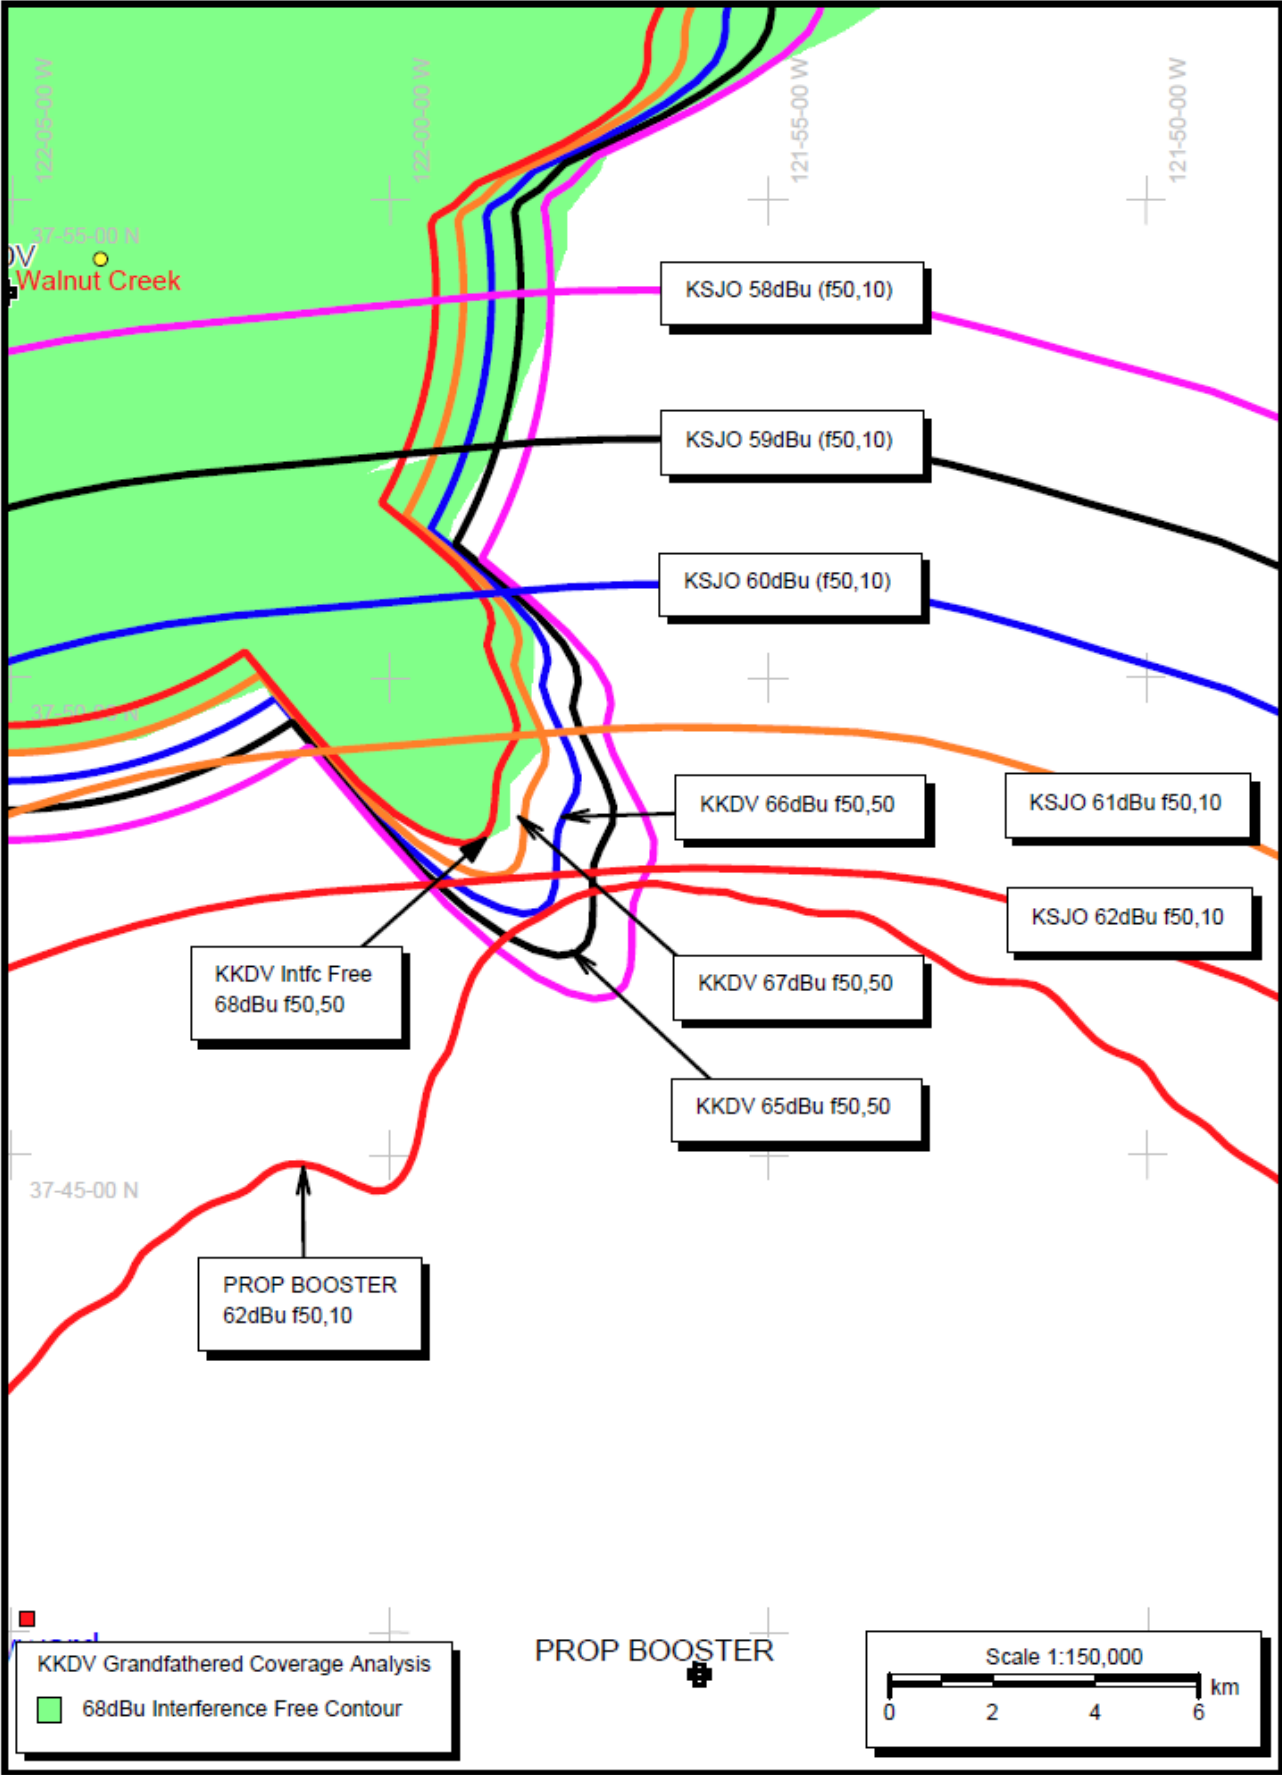 122-05-00 W
122-00-00 W
121-55-00 W
121-50-00 W
37-55-00 N
DV
Walnut Creek
KSJO 58dBu (f50,10)
KSJO 59dBu (f50,10)
KSJO 60dBu (f50,10)
37-50-00 N
KKDV 66dBu f50,50
KSJO 61dBu f50,10
KSJO 62dBu f50,10
KKDV Intfc Free
68dBu f50,50
KKDV 67dBu f50,50
KKDV 65dBu f50,50
37-45-00 N
PROP BOOSTER
62dBu f50,10
PROP BOOSTER
KKDV Grandfathered Coverage Analysis
68dBu Interference Free Contour
Scale 1:150,000
km
0 2 4 6